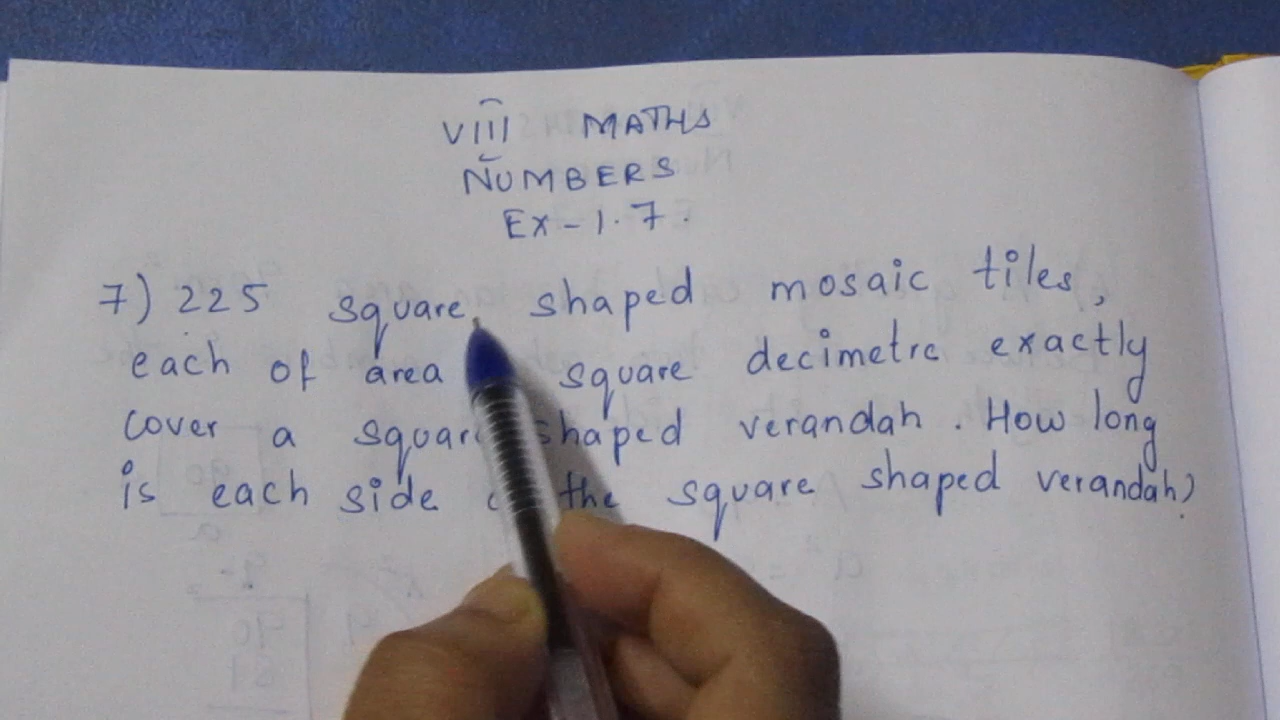 VIII MATHS
NUMBERS
Ex - 1.7.
7) 225 square shaped mosaic tiles,
each of area square decimetre exactly
cover a square shaped verandah. How long
is each side the square shaped verandah?